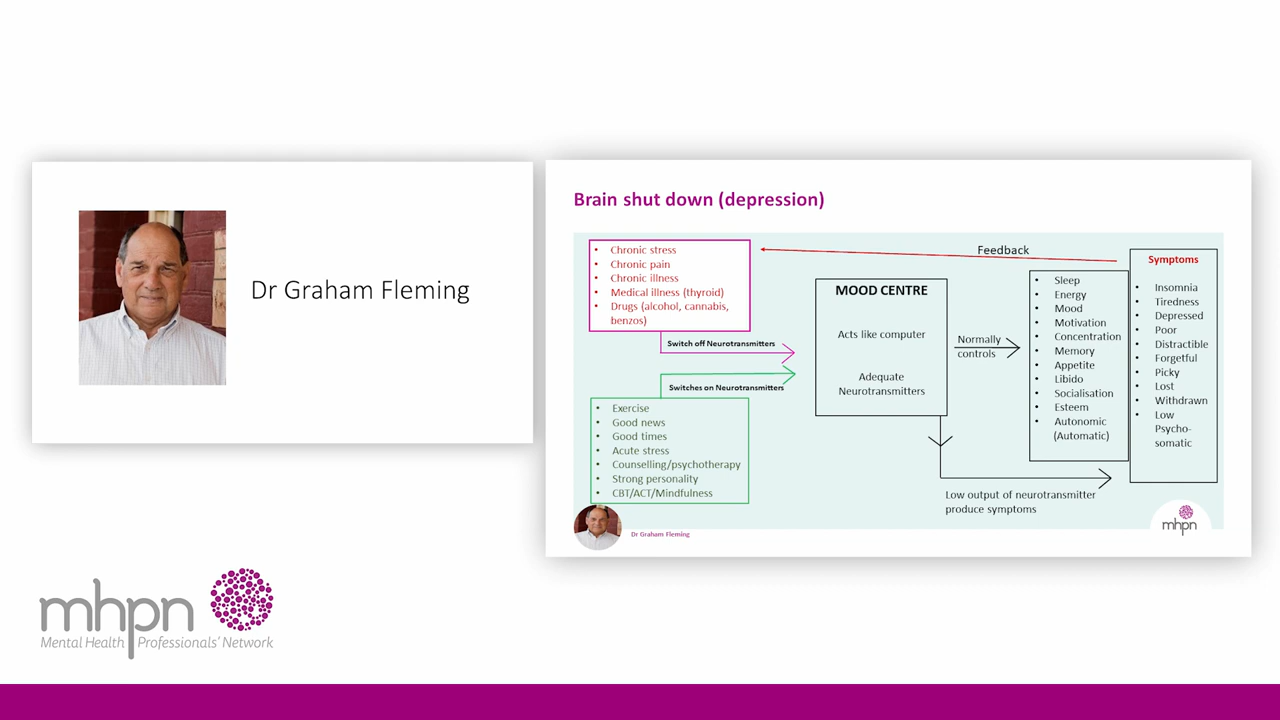 Dr Graham Fleming
mhpn
Mental Health Professionals' Network
Brain shut down (depression)
• Chronic stress
• Chronic pain
• Chronic illness
• Medical illness (thyroid)
• Drugs (alcohol, cannabis,
benzos)
Switch off Neurotransmitters
Switches on Neurotransmitters
• Exercise
• Good news
• Good times
• Acute stress
• Counselling/psychotherapy
• Strong personality
• CBT/ACT/Mindfulness
MOOD CENTRE
Acts like computer
Adequate
Neurotransmitters
Feedback
Normally
controls
• Sleep
• Energy
• Mood
• Motivation
• Concentration
• Memory
• Appetite
• Libido
• Socialisation
• Esteem
• Autonomic
(Automatic)
Symptoms
• Insomnia
• Tiredness
• Depressed
• Poor
• Distractible
• Forgetful
• Picky
• Lost
• Withdrawn
• Low
Psycho-
somatic
Low output of neurotransmitter
produce symptoms
Dr Graham Fleming
mhpn